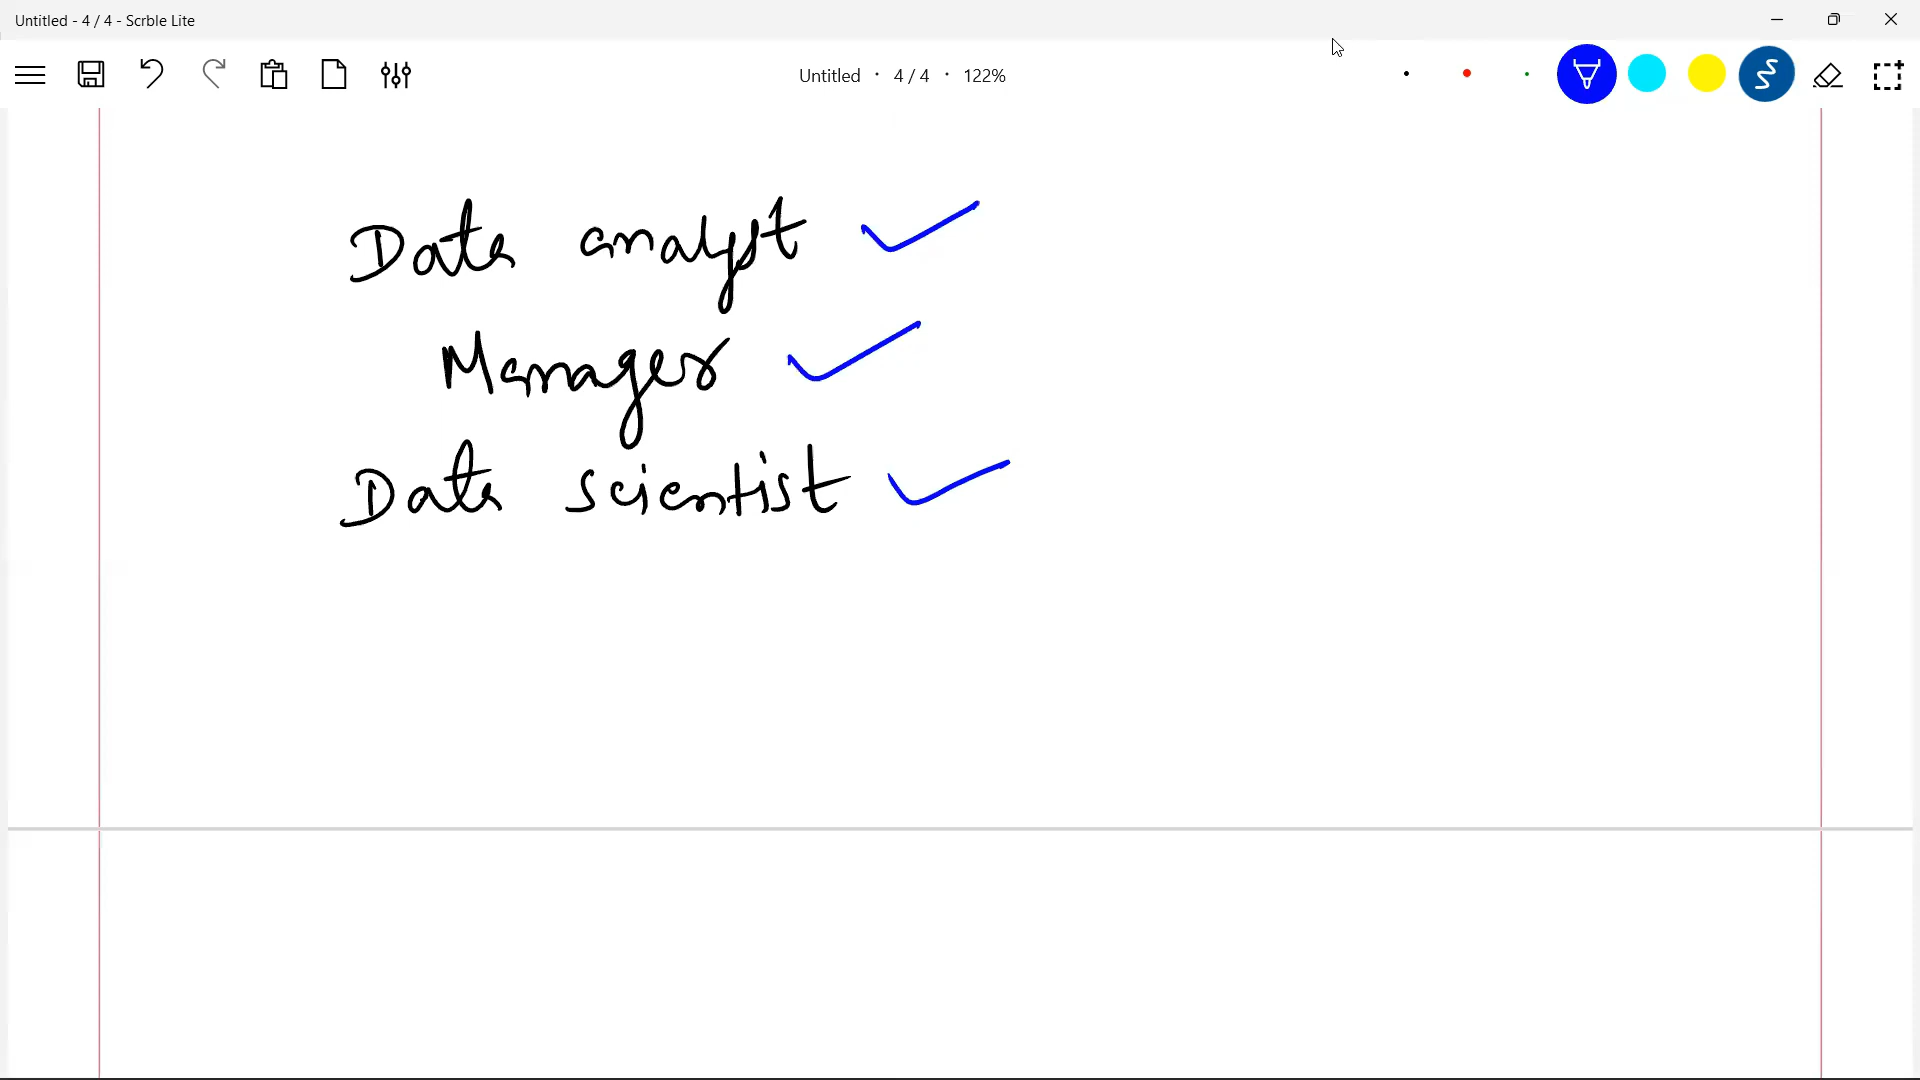 Untitled - 4 / 4 - Scrble Lite
Untitled · 4 / 4 · 122%
Data analyst
Manager
Data scientist